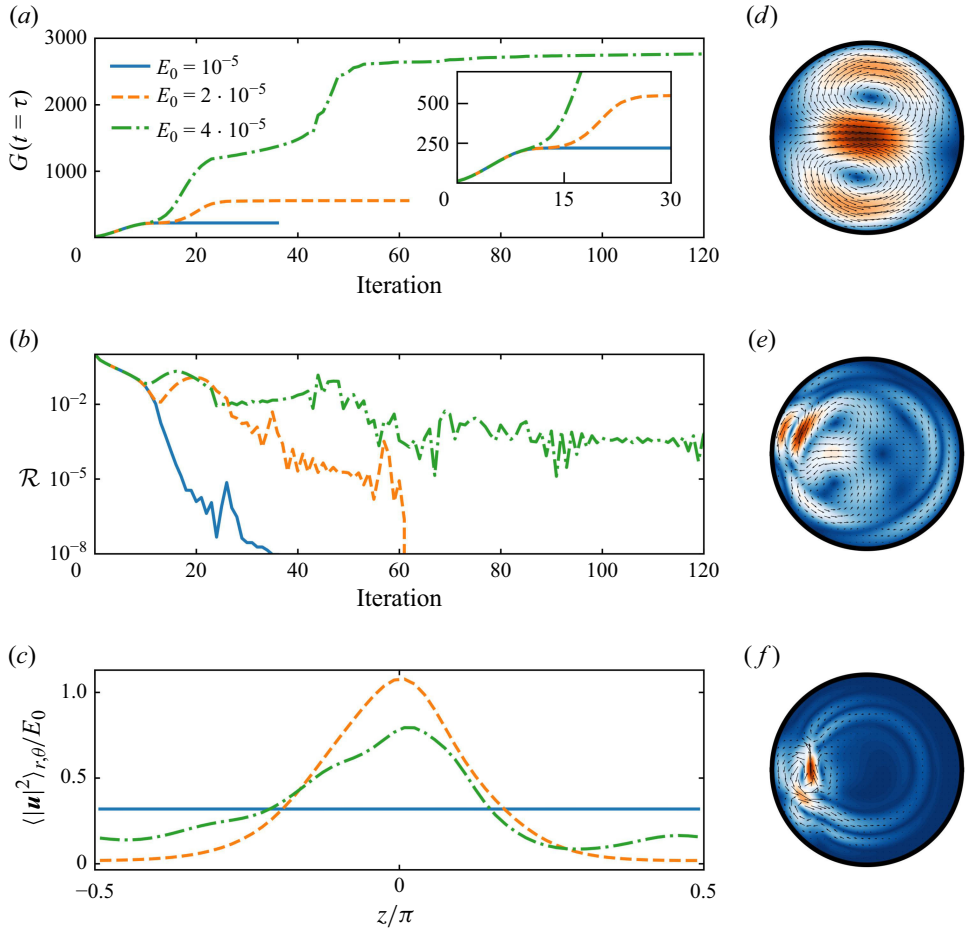 (a)
3000
2000
1000
0
G(t = τ)
E₀ = 10⁻⁵
E₀ = 2 · 10⁻⁵
E₀ = 4 · 10⁻⁵
500
250
0
15
30
20
40
60
80
100
120
Iteration
(d)
(b)
10⁻²
10⁻⁵
10⁻⁸
ℛ
0
20
40
60
80
100
120
Iteration
(e)
(c)
1.0
0.5
0
⟨|u|²⟩r,θ/E₀
−0.5
0
0.5
z/π
(f)